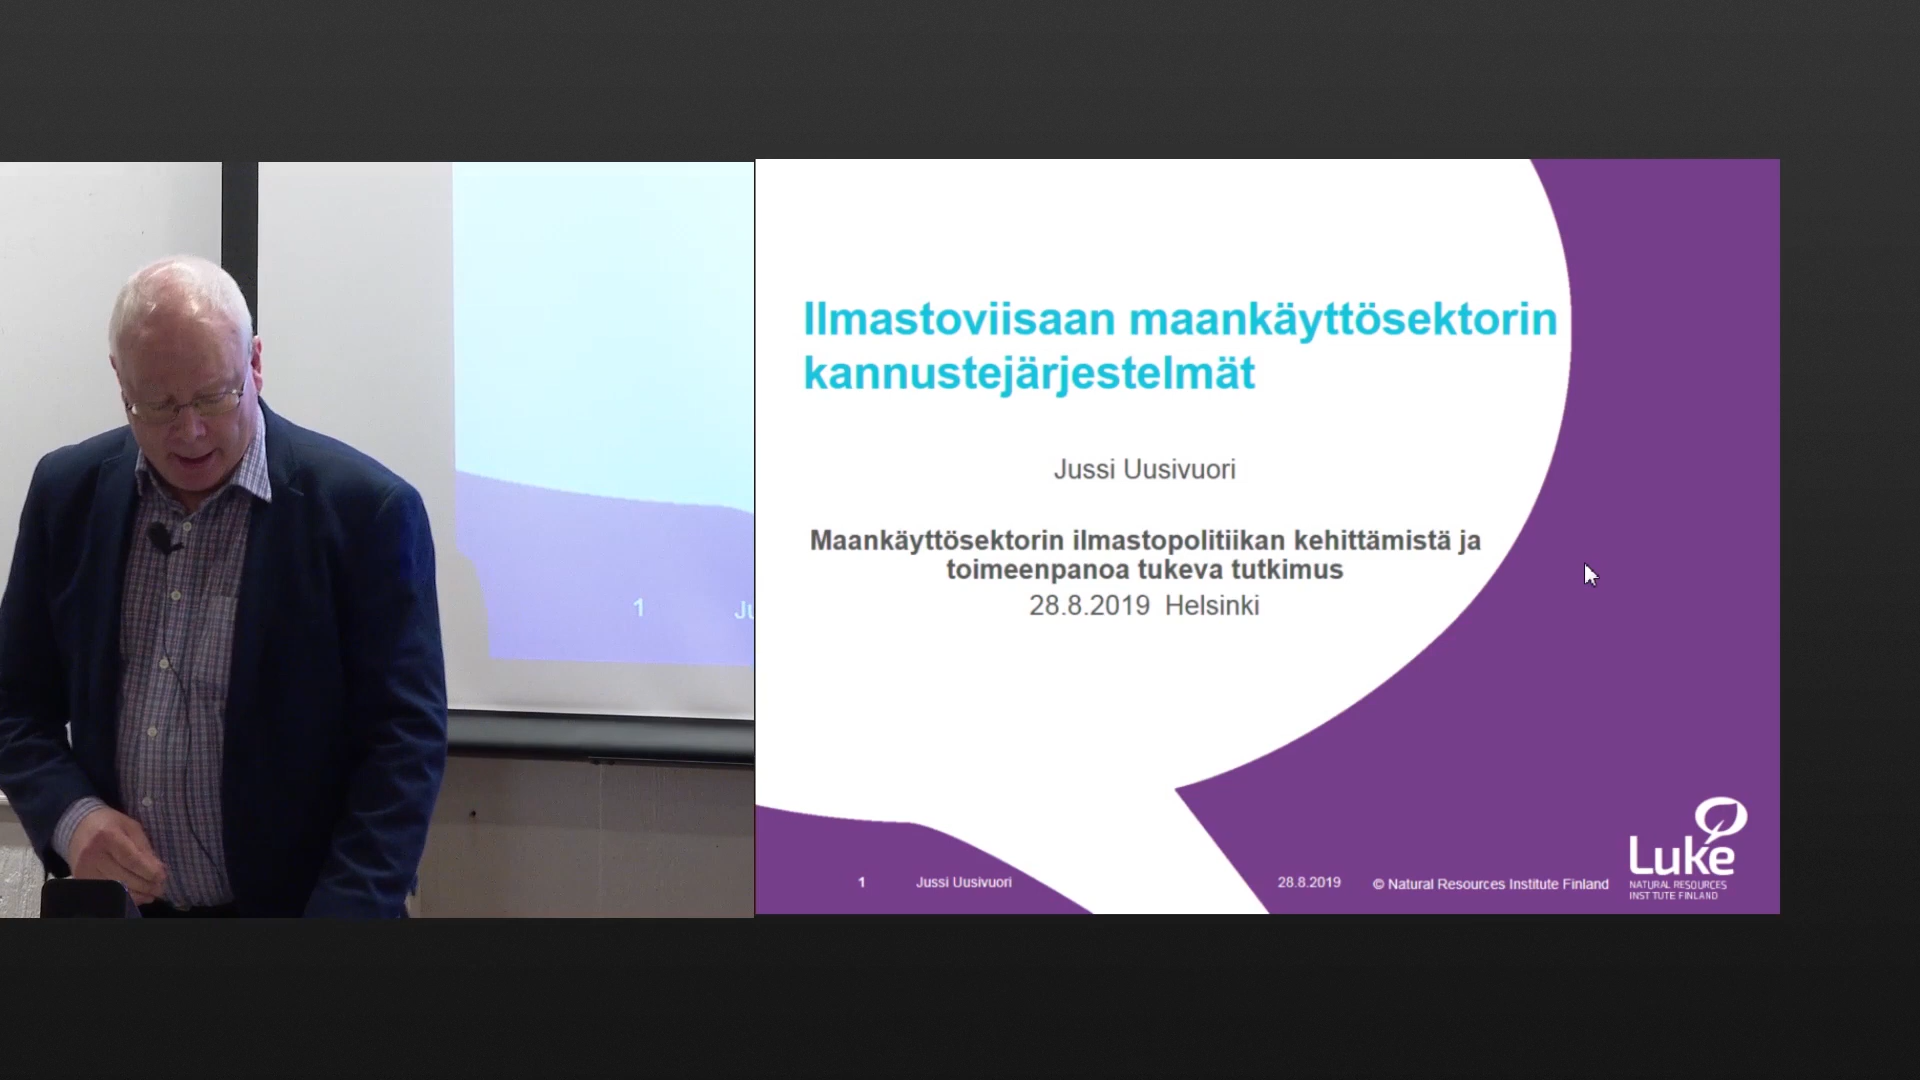 Ilmastoviisaan maankäyttösektorin
kannustejärjestelmät
Jussi Uusivuori
Maankäyttösektorin ilmastopolitiikan kehittämistä ja
toimeenpanoa tukeva tutkimus
28.8.2019 Helsinki
1 Jussi Uusivuori 28.8.2019 © Natural Resources Institute Finland
Luke
NATURAL RESOURCES
INSTITUTE FINLAND
1 Ju